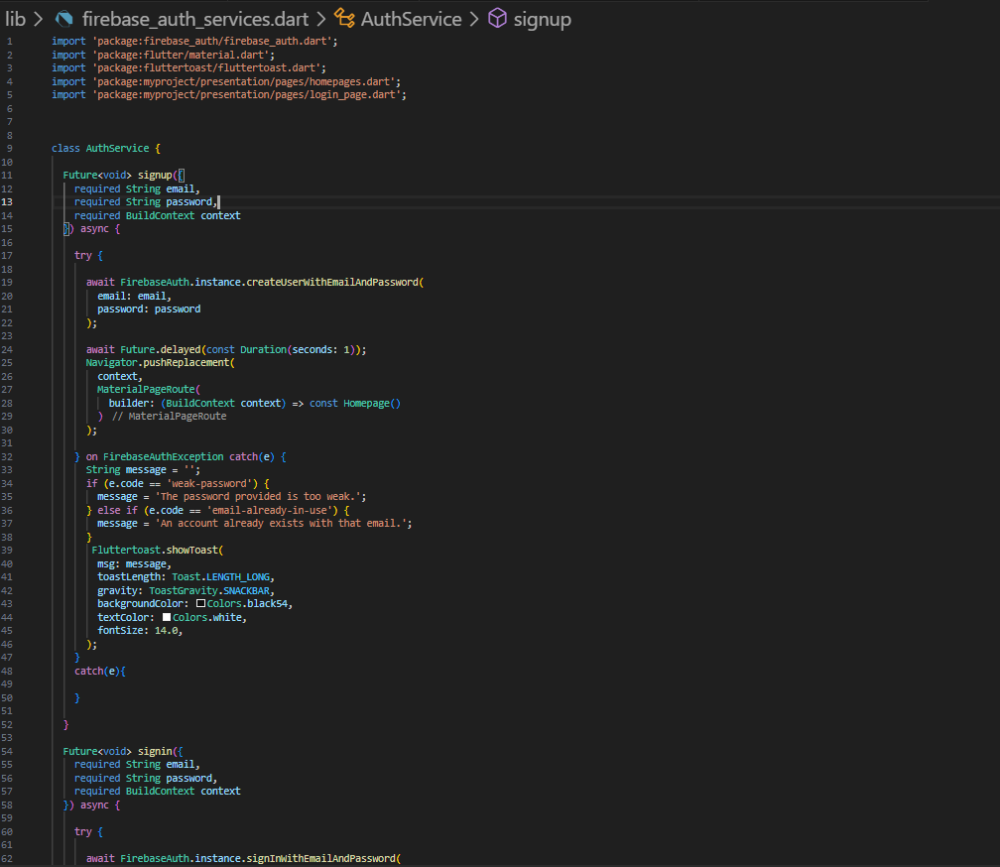 lib > firebase_auth_services.dart > AuthService > signup
1 import 'package:firebase_auth/firebase_auth.dart';
2 import 'package:flutter/material.dart';
3 import 'package:fluttertoast/fluttertoast.dart';
4 import 'package:myproject/presentation/pages/homepages.dart';
5 import 'package:myproject/presentation/pages/login_page.dart';
6
7
8
9 class AuthService {
10
11 Future<void> signup({
12 required String email,
13 required String password,
14 required BuildContext context
15 }) async {
16
17 try {
18
19 await FirebaseAuth.instance.createUserWithEmailAndPassword(
20 email: email,
21 password: password
22 );
23
24 await Future.delayed(const Duration(seconds: 1));
25 Navigator.pushReplacement(
26 context,
27 MaterialPageRoute(
28 builder: (BuildContext context) => const Homepage()
29 ) // MaterialPageRoute
30 );
31
32 } on FirebaseAuthException catch(e) {
33 String message = '';
34 if (e.code == 'weak-password') {
35 message = 'The password provided is too weak.';
36 } else if (e.code == 'email-already-in-use') {
37 message = 'An account already exists with that email.';
38 }
39 Fluttertoast.showToast(
40 msg: message,
41 toastLength: Toast.LENGTH_LONG,
42 gravity: ToastGravity.SNACKBAR,
43 backgroundColor: Colors.black54,
44 textColor: Colors.white,
45 fontSize: 14.0,
46 );
47 }
48 catch(e){
49
50 }
51
52 }
53
54 Future<void> signin({
55 required String email,
56 required String password,
57 required BuildContext context
58 }) async {
59
60 try {
61
62 await FirebaseAuth.instance.signInWithEmailAndPassword(